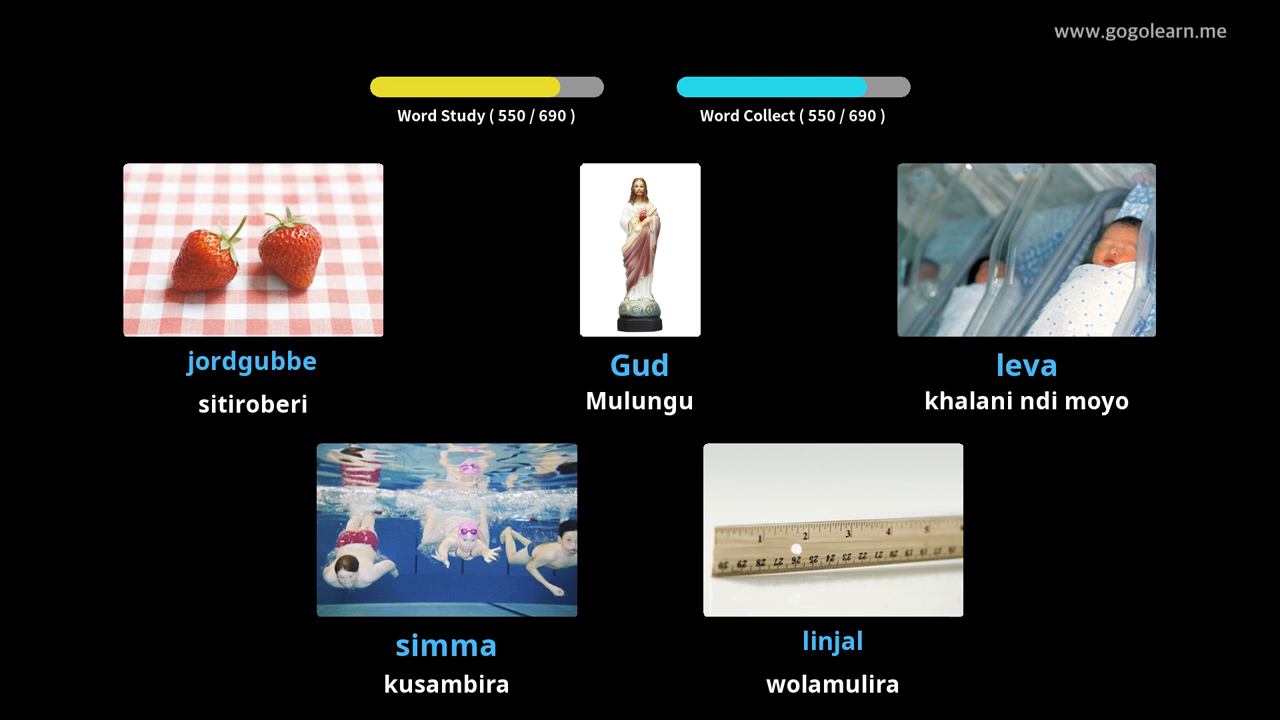 www.gogolearn.me
Word Study ( 550 / 690 )
Word Collect ( 550 / 690 )
jordgubbe
sitiroberi
Gud
Mulungu
leva
khalani ndi moyo
simma
kusambira
linjal
wolamulira